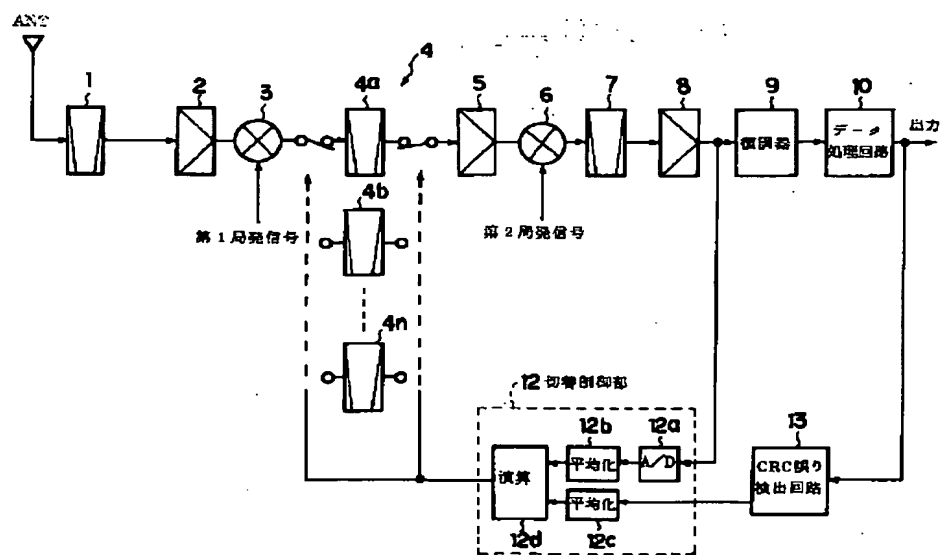 ANT
1
2
3
4
4a
5
6
7
8
9
10
復調器
データ
処理回路
出力
第1局発信号
4b
第2局発信号
4n
12 切替制御部
12b
12a
13
演算
平均化
A/D
CRC誤り
検出回路
平均化
12d
12c